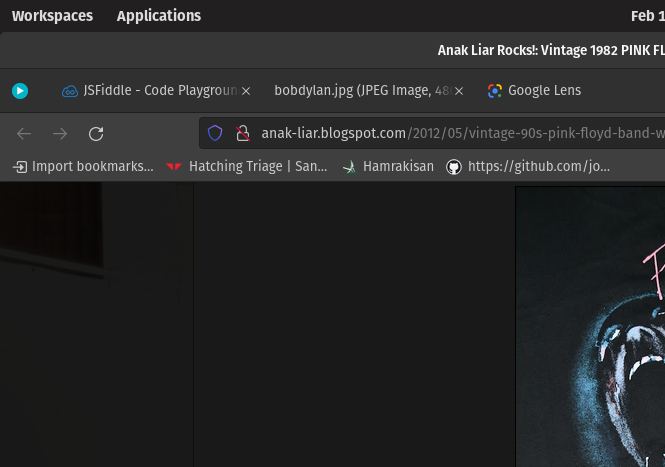 Workspaces Applications Feb 1
Anak Liar Rocks!: Vintage 1982 PINK FL
JSFiddle - Code Playgroun bobdylan.jpg (JPEG Image, 48 Google Lens
anak-liar.blogspot.com/2012/05/vintage-90s-pink-floyd-band-w
Import bookmarks... Hatching Triage | San... Hamrakisan https://github.com/jo...